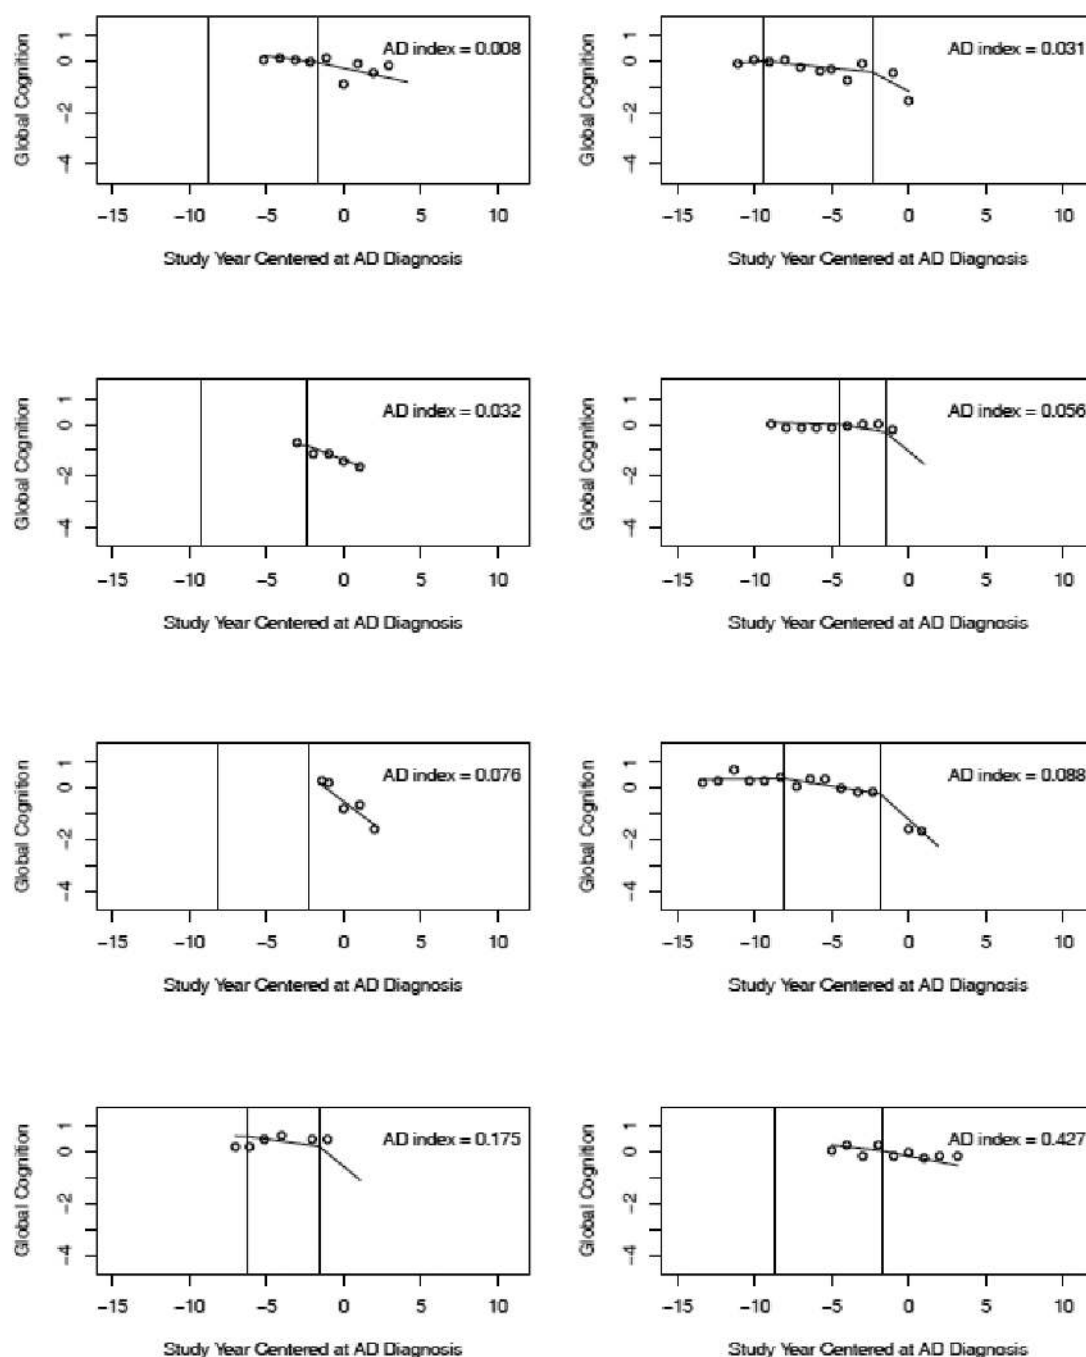 AD index = 0.008
Global Cognition
1
0
−2
−4
−15 −10 −5 0 5 10
Study Year Centered at AD Diagnosis
AD index = 0.031
Global Cognition
1
0
−2
−4
−15 −10 −5 0 5 10
Study Year Centered at AD Diagnosis
AD index = 0.032
Global Cognition
1
0
−2
−4
−15 −10 −5 0 5 10
Study Year Centered at AD Diagnosis
AD index = 0.056
Global Cognition
1
0
−2
−4
−15 −10 −5 0 5 10
Study Year Centered at AD Diagnosis
AD index = 0.076
Global Cognition
1
0
−2
−4
−15 −10 −5 0 5 10
Study Year Centered at AD Diagnosis
AD index = 0.088
Global Cognition
1
0
−2
−4
−15 −10 −5 0 5 10
Study Year Centered at AD Diagnosis
AD index = 0.175
Global Cognition
1
0
−2
−4
−15 −10 −5 0 5 10
Study Year Centered at AD Diagnosis
AD index = 0.427
Global Cognition
1
0
−2
−4
−15 −10 −5 0 5 10
Study Year Centered at AD Diagnosis